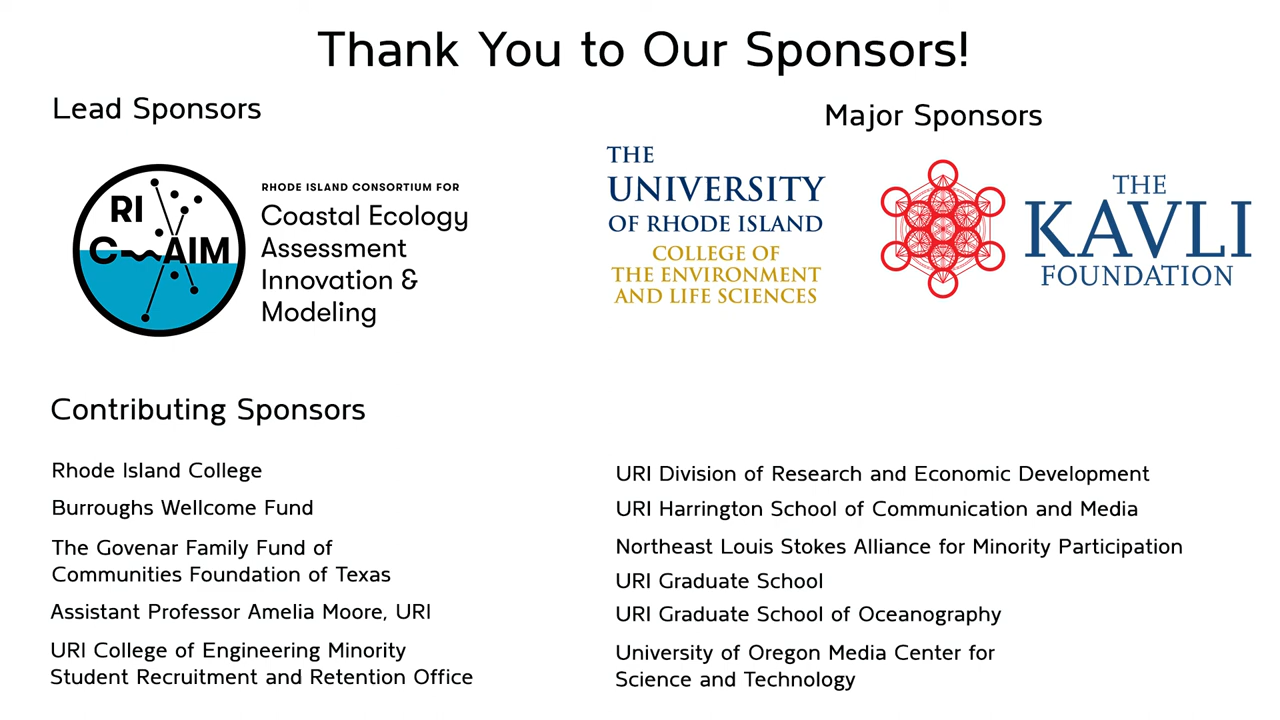 Thank You to Our Sponsors!
Lead Sponsors
RI
C AIM
RHODE ISLAND CONSORTIUM FOR
Coastal Ecology
Assessment
Innovation &
Modeling
Major Sponsors
THE
UNIVERSITY
OF RHODE ISLAND
COLLEGE OF
THE ENVIRONMENT
AND LIFE SCIENCES
THE
KAVLI
FOUNDATION
Contributing Sponsors
Rhode Island College
Burroughs Wellcome Fund
The Govenar Family Fund of
Communities Foundation of Texas
Assistant Professor Amelia Moore, URI
URI College of Engineering Minority
Student Recruitment and Retention Office
URI Division of Research and Economic Development
URI Harrington School of Communication and Media
Northeast Louis Stokes Alliance for Minority Participation
URI Graduate School
URI Graduate School of Oceanography
University of Oregon Media Center for
Science and Technology